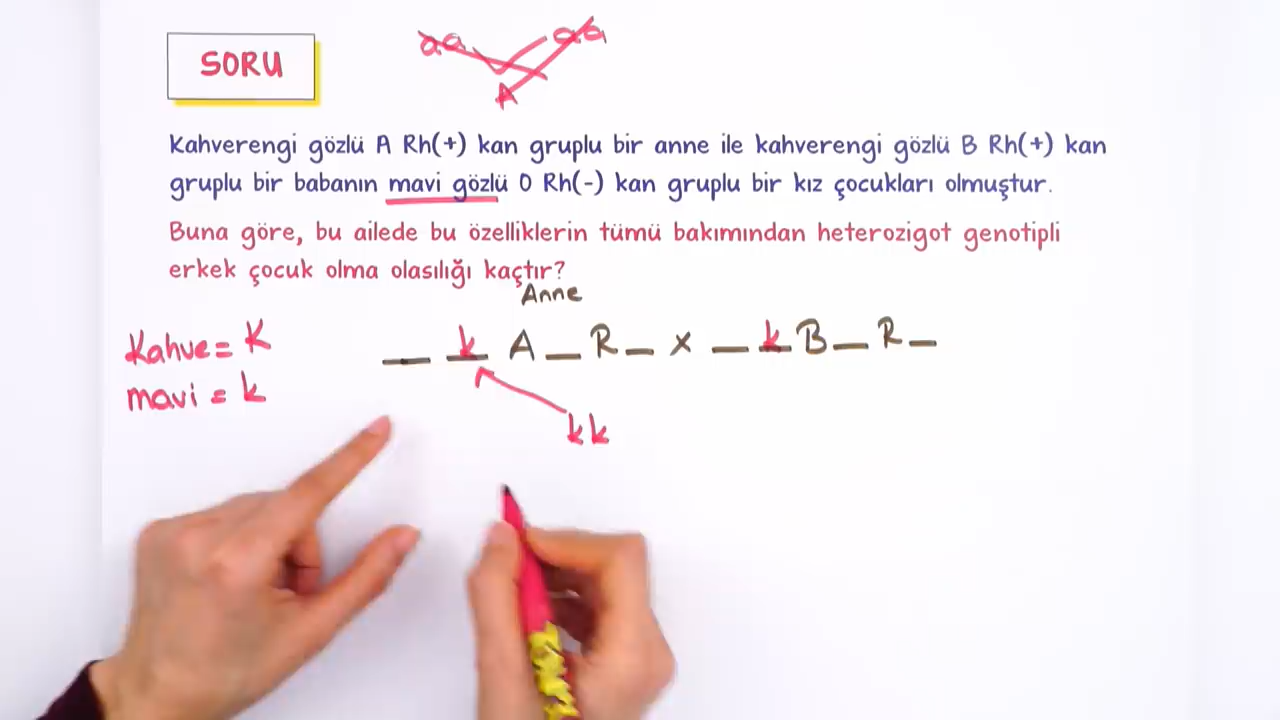 aa aa
SORU
A
Kahverengi gözlü A Rh(+) kan gruplu bir anne ile kahverengi gözlü B Rh(+) kan
gruplu bir babanın mavi gözlü 0 Rh(-) kan gruplu bir kız çocukları olmuştur.
Buna göre, bu ailede bu özelliklerin tümü bakımından heterozigot genotipli
erkek çocuk olma olasılığı kaçtır?
Anne
Kahve = K
_ k A _ R _ x _ k B _ R _
mavi = k
kk